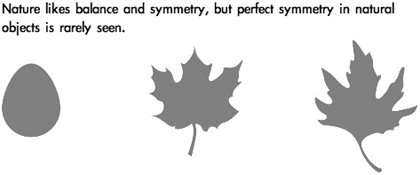 Nature likes balance and symmetry, but perfect symmetry in natural
objects is rarely seen.